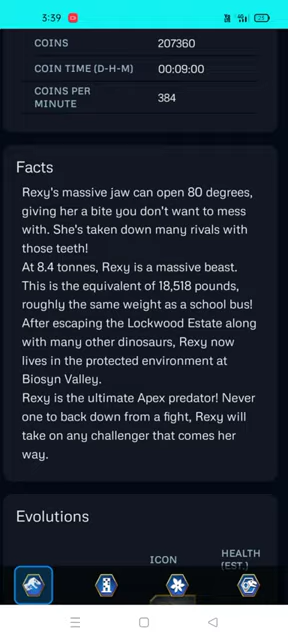 3:39
COINS 207360
COIN TIME (D-H-M) 00:09:00
COINS PER
MINUTE 384
Facts
Rexy's massive jaw can open 80 degrees,
giving her a bite you don't want to mess
with. She's taken down many rivals with
those teeth!
At 8.4 tonnes, Rexy is a massive beast.
This is the equivalent of 18,518 pounds,
roughly the same weight as a school bus!
After escaping the Lockwood Estate along
with many other dinosaurs, Rexy now
lives in the protected environment at
Biosyn Valley.
Rexy is the ultimate Apex predator! Never
one to back down from a fight, Rexy will
take on any challenger that comes her
way.
Evolutions
ICON HEALTH
(EST.)